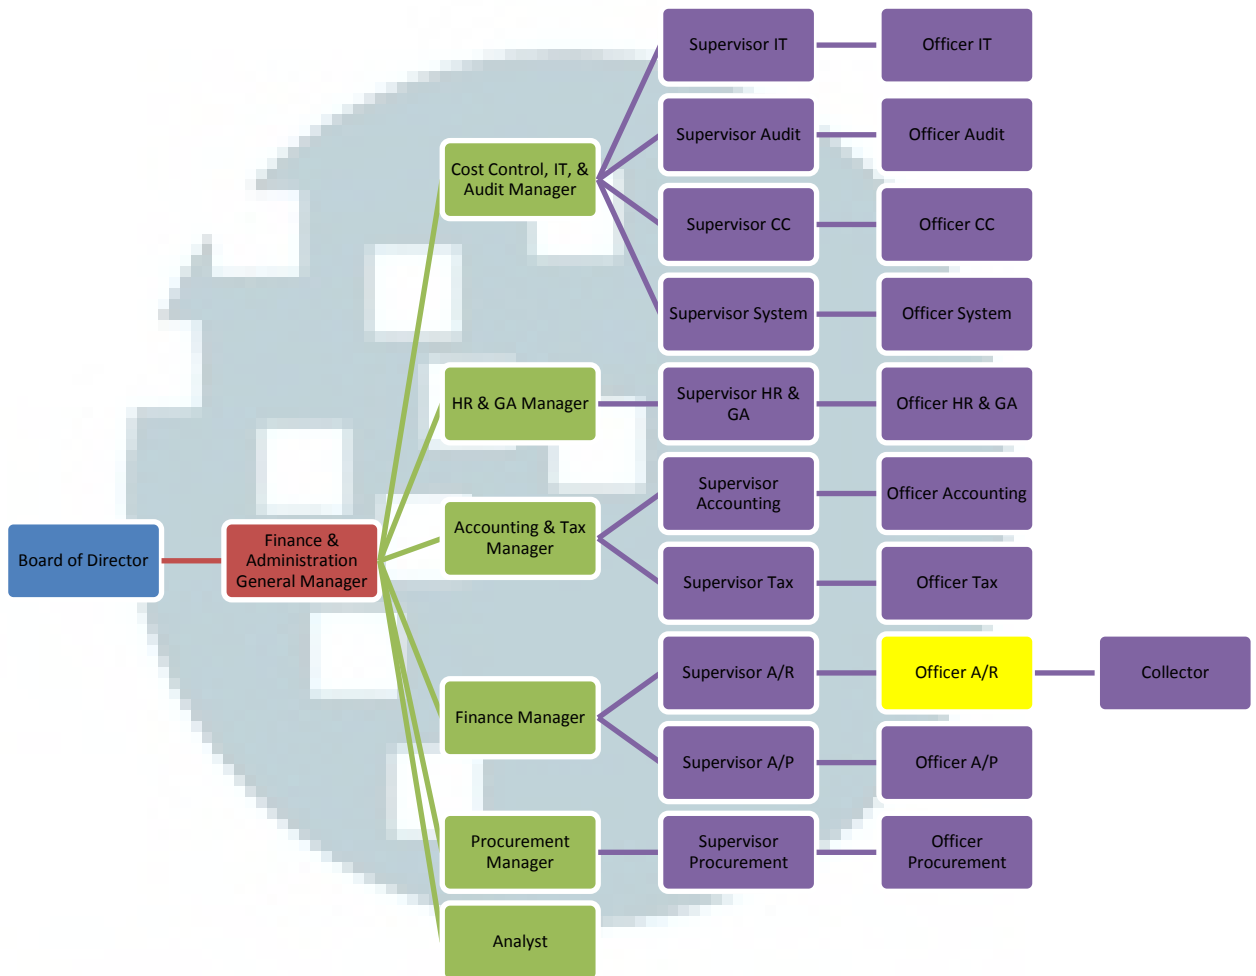 Board of Director
Finance &
Administration
General Manager
Cost Control, IT, &
Audit Manager
Supervisor IT
Officer IT
Supervisor Audit
Officer Audit
Supervisor CC
Officer CC
Supervisor System
Officer System
HR & GA Manager
Supervisor HR &
GA
Officer HR & GA
Accounting & Tax
Manager
Supervisor
Accounting
Officer Accounting
Supervisor Tax
Officer Tax
Finance Manager
Supervisor A/R
Officer A/R
Collector
Supervisor A/P
Officer A/P
Procurement
Manager
Supervisor
Procurement
Officer
Procurement
Analyst